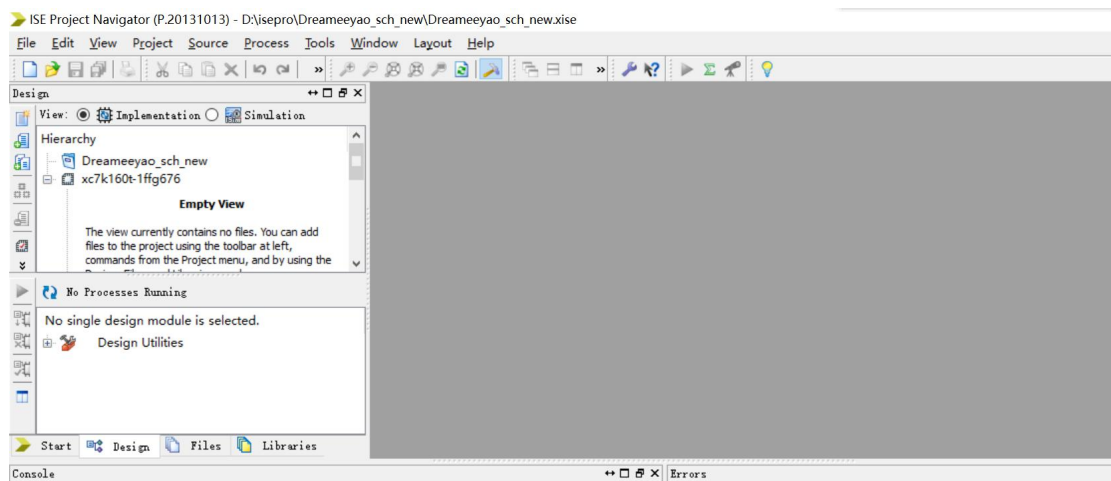 ISE Project Navigator (P.20131013) - D:\isepro\Dreameeyao_sch_new\Dreameeyao_sch_new.xise
File Edit View Project Source Process Tools Window Layout Help
Design
View: Implementation Simulation
Hierarchy
Dreameeyao_sch_new
xc7k160t-1ffg676
Empty View
The view currently contains no files. You can add
files to the project using the toolbar at left,
commands from the Project menu, and by using the
No Processes Running
No single design module is selected.
Design Utilities
Start Design Files Libraries
Console Errors